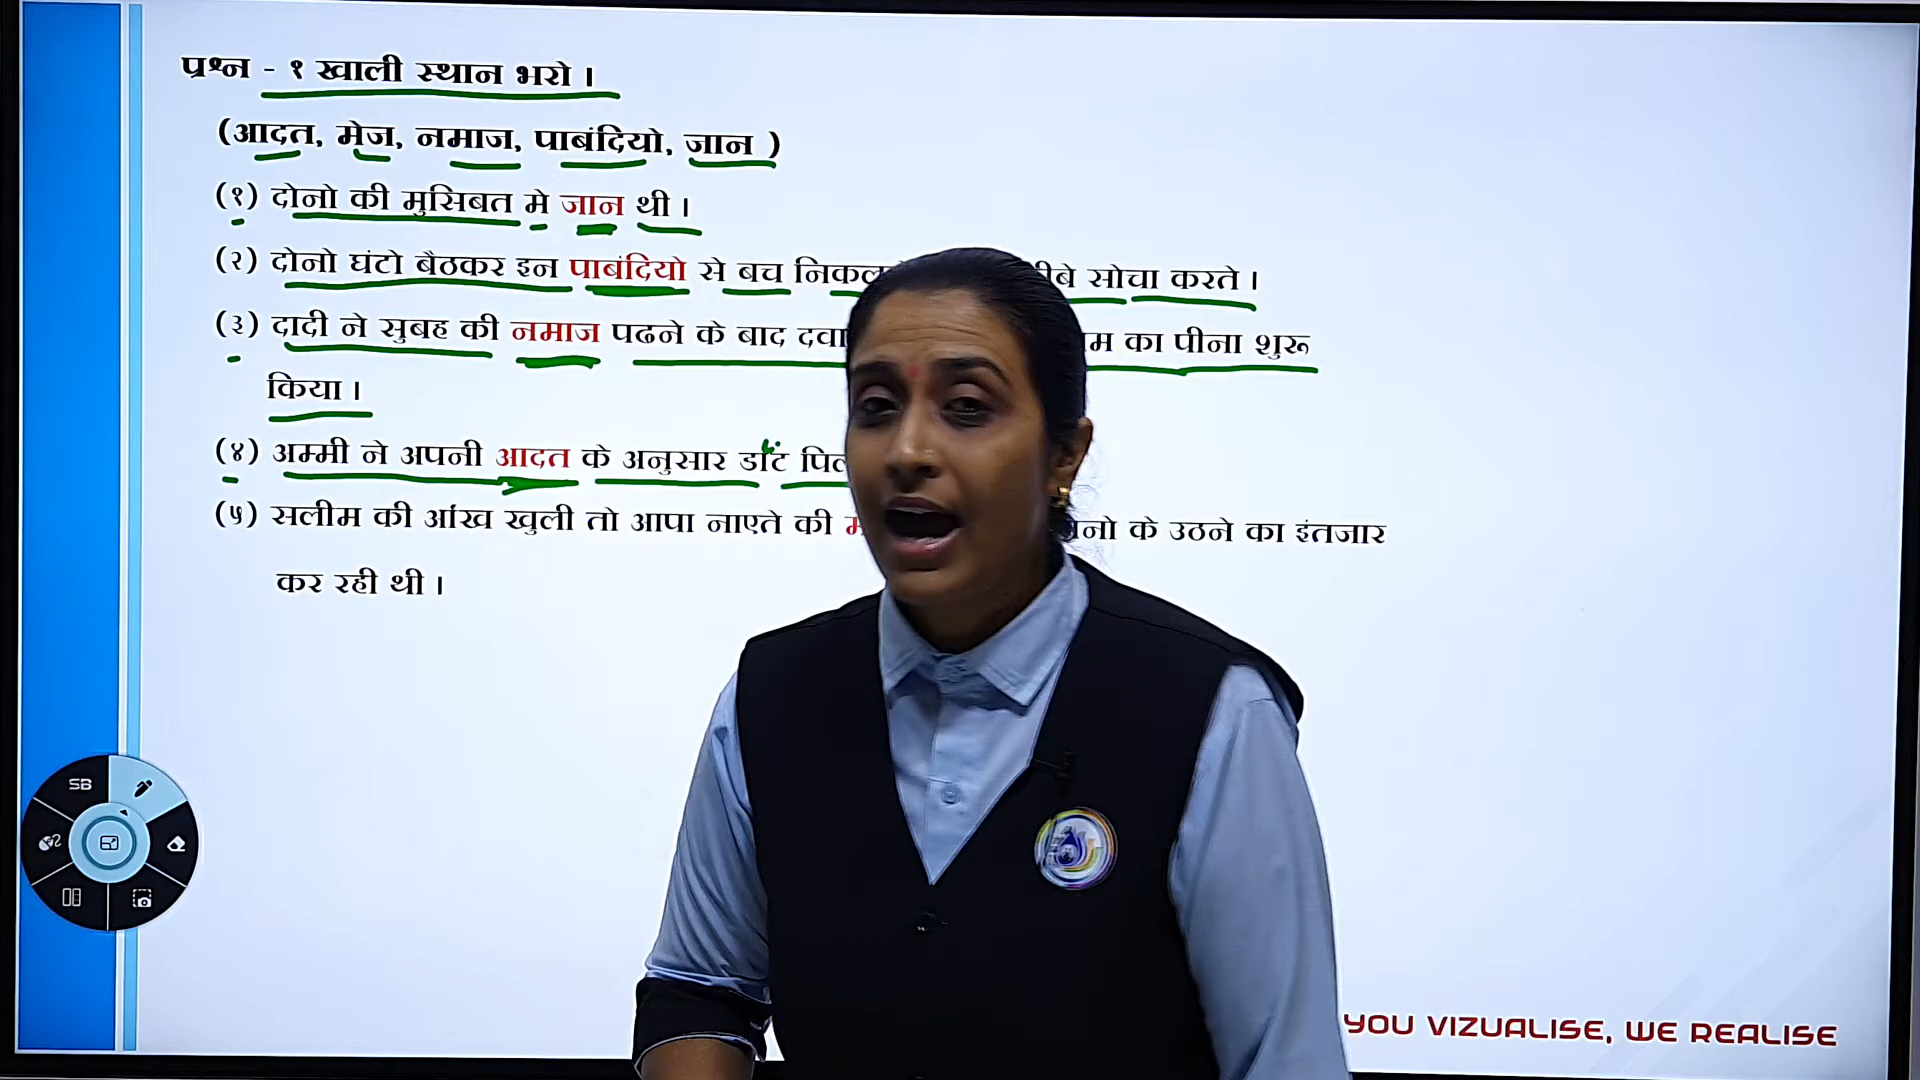 प्रश्न - १ खाली स्थान भरो ।
(आदत, मेज, नमाज, पाबंदियो, जान )
(१) दोनो की मुसिबत मे जान थी ।
(२) दोनो घंटो बैठकर इन पाबंदियो से बच सोचा करते ।
(३) दादी ने सुबह की नमाज पढने के बाद दवा का पीना शुरू
किया ।
(४) अम्मी ने अपनी आदत के अनुसार डाँट
(५) सलीम की आंख खुली तो आपा नाएते की के उठने का इंतजार
कर रही थी ।
SB
YOU VIZUALISE, WE REALISE